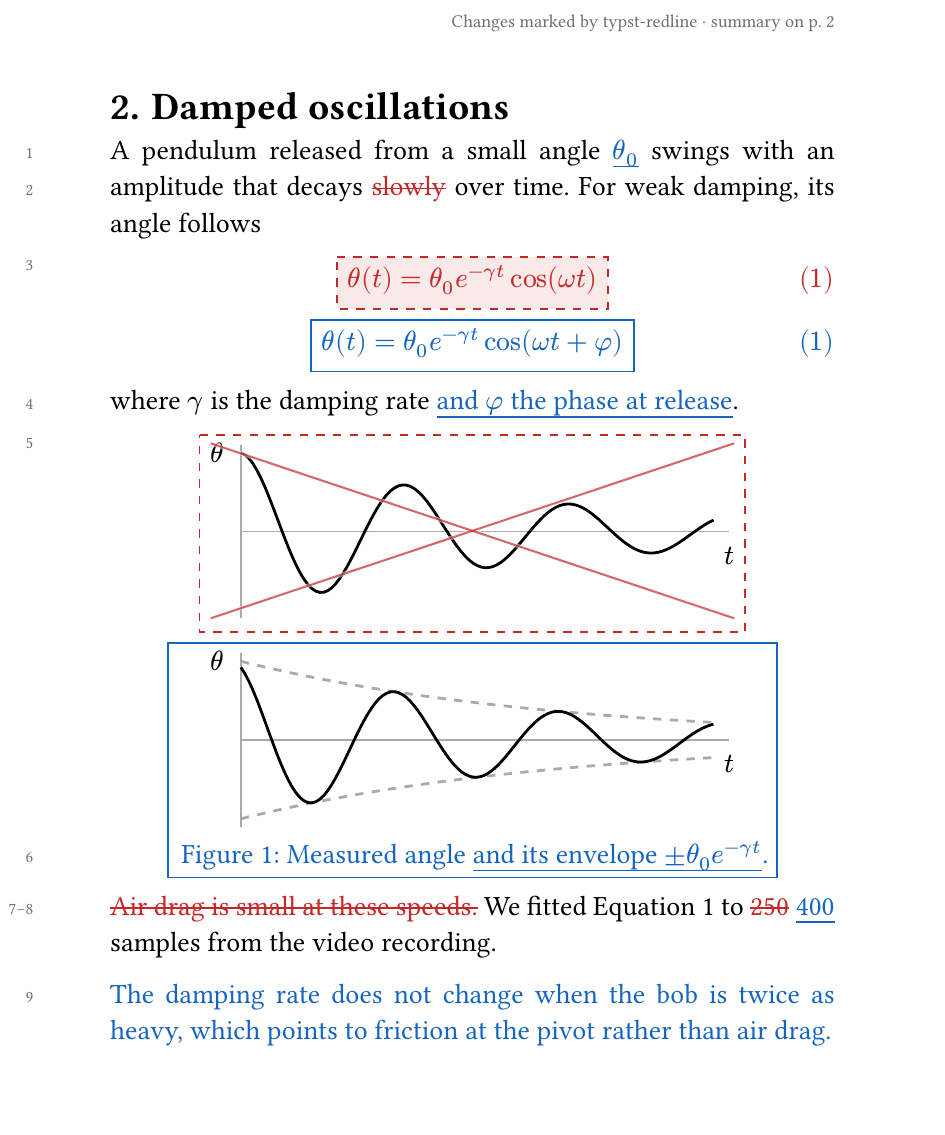 Changes marked by typst-redline · summary on p. 2
2. Damped oscillations
1 A pendulum released from a small angle θ₀ swings with an
2 amplitude that decays slowly over time. For weak damping, its
angle follows
3 θ(t) = θ₀e^{−γt} cos(ωt) (1)
θ(t) = θ₀e^{−γt} cos(ωt + φ) (1)
4 where γ is the damping rate and φ the phase at release.
5
θ
t
θ
t
6 Figure 1: Measured angle and its envelope ±θ₀e^{−γt}.
7–8 Air drag is small at these speeds. We fitted Equation 1 to 250 400
samples from the video recording.
9 The damping rate does not change when the bob is twice as
heavy, which points to friction at the pivot rather than air drag.